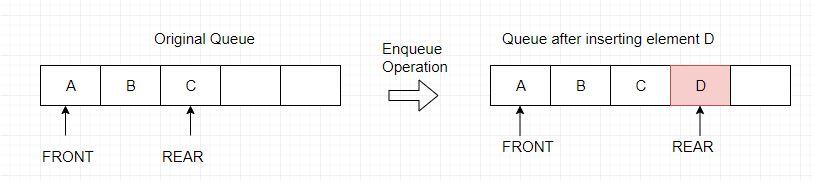 Original Queue
A B C
FRONT REAR
Enqueue
Operation
Queue after inserting element D
A B C D
FRONT REAR